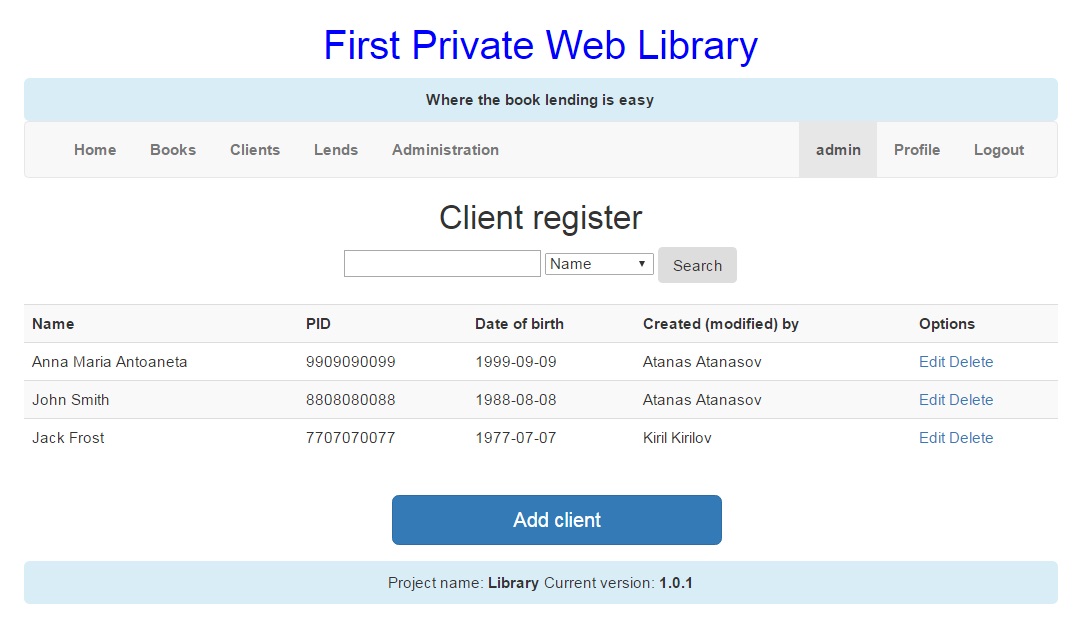 First Private Web Library
Where the book lending is easy
Home Books Clients Lends Administration admin Profile Logout
Client register
Name Search
Name PID Date of birth Created (modified) by Options
Anna Maria Antoaneta 9909090099 1999-09-09 Atanas Atanasov Edit Delete
John Smith 8808080088 1988-08-08 Atanas Atanasov Edit Delete
Jack Frost 7707070077 1977-07-07 Kiril Kirilov Edit Delete
Add client
Project name: Library Current version: 1.0.1